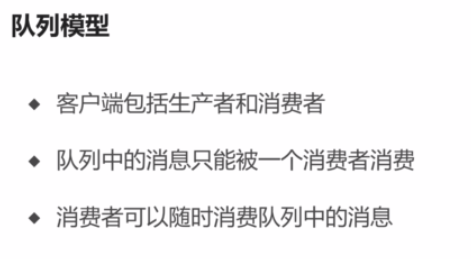 队列模型
◆ 客户端包括生产者和消费者
◆ 队列中的消息只能被一个消费者消费
◆ 消费者可以随时消费队列中的消息